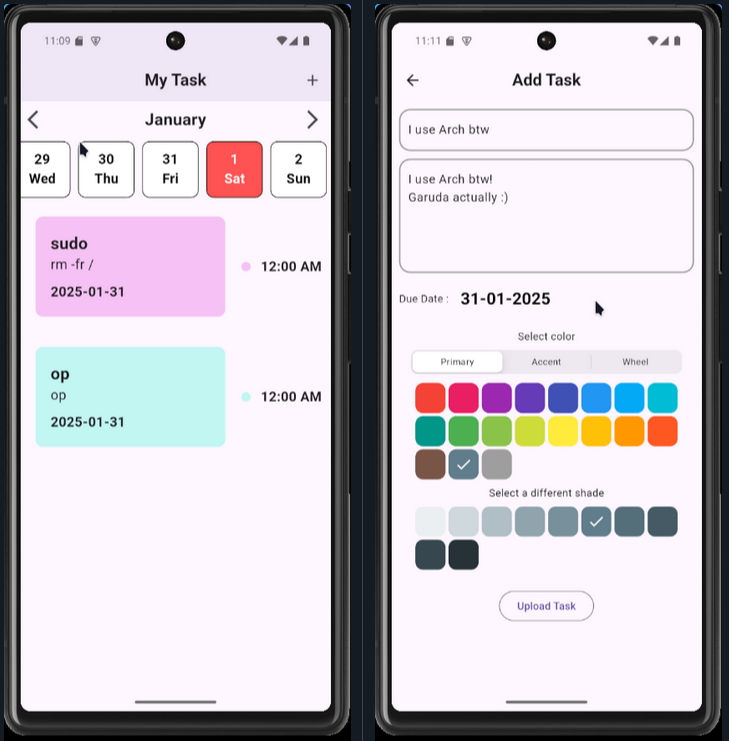 11:09
My Task
+
January
29 30 31 1 2
Wed Thu Fri Sat Sun
sudo
rm -fr /
2025-01-31
12:00 AM
op
op
2025-01-31
12:00 AM
11:11
Add Task
I use Arch btw
I use Arch btw!
Garuda actually :)
Due Date : 31-01-2025
Select color
Primary Accent Wheel
Select a different shade
Upload Task